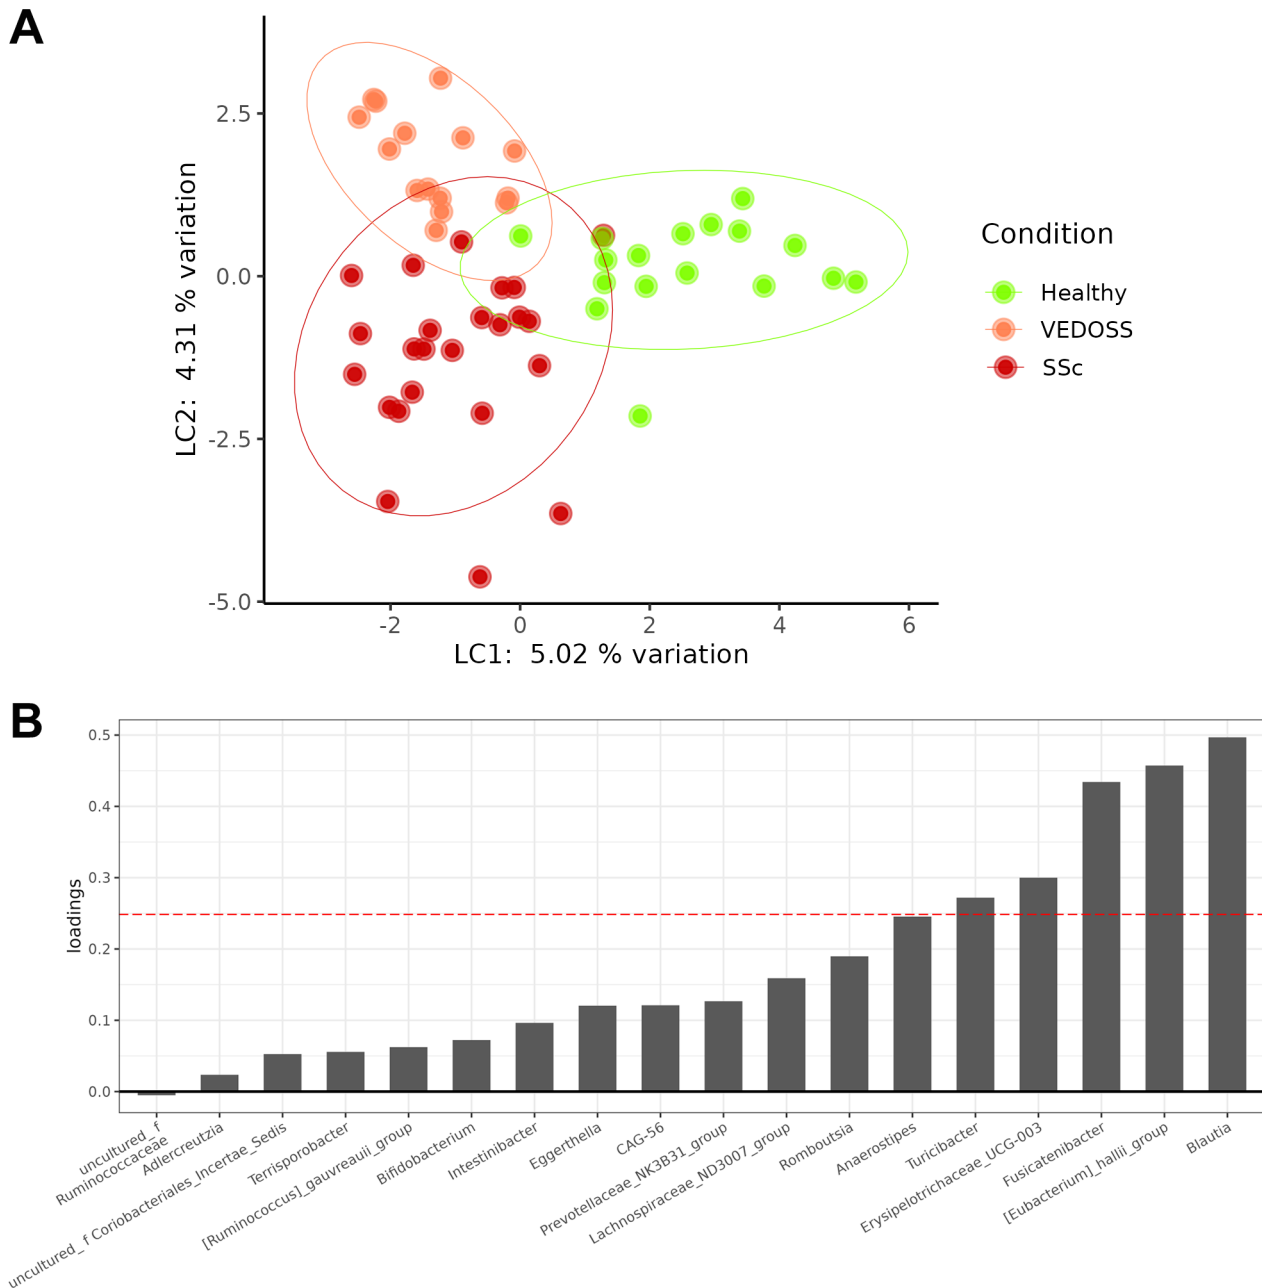 A
2.5
0.0
-2.5
-5.0
LC2: 4.31 % variation
-2
0
2
4
6
LC1: 5.02 % variation
Condition
Healthy
VEDOSS
SSc
B
0.5
0.4
0.3
0.2
0.1
0.0
loadings
uncultured_f
Ruminococcaceae
Adlercreutzia
uncultured_ f Coriobacteriales_Incertae_Sedis
Terrisporobacter
[Ruminococcus]_gauvreauii_group
Bifidobacterium
Intestinibacter
Eggerthella
CAG-56
Prevotellaceae_NK3B31_group
Lachnospiraceae_ND3007_group
Romboutsia
Anaerostipes
Turicibacter
Erysipelotrichaceae_UCG-003
Fusicatenibacter
[Eubacterium]_hallii_group
Blautia